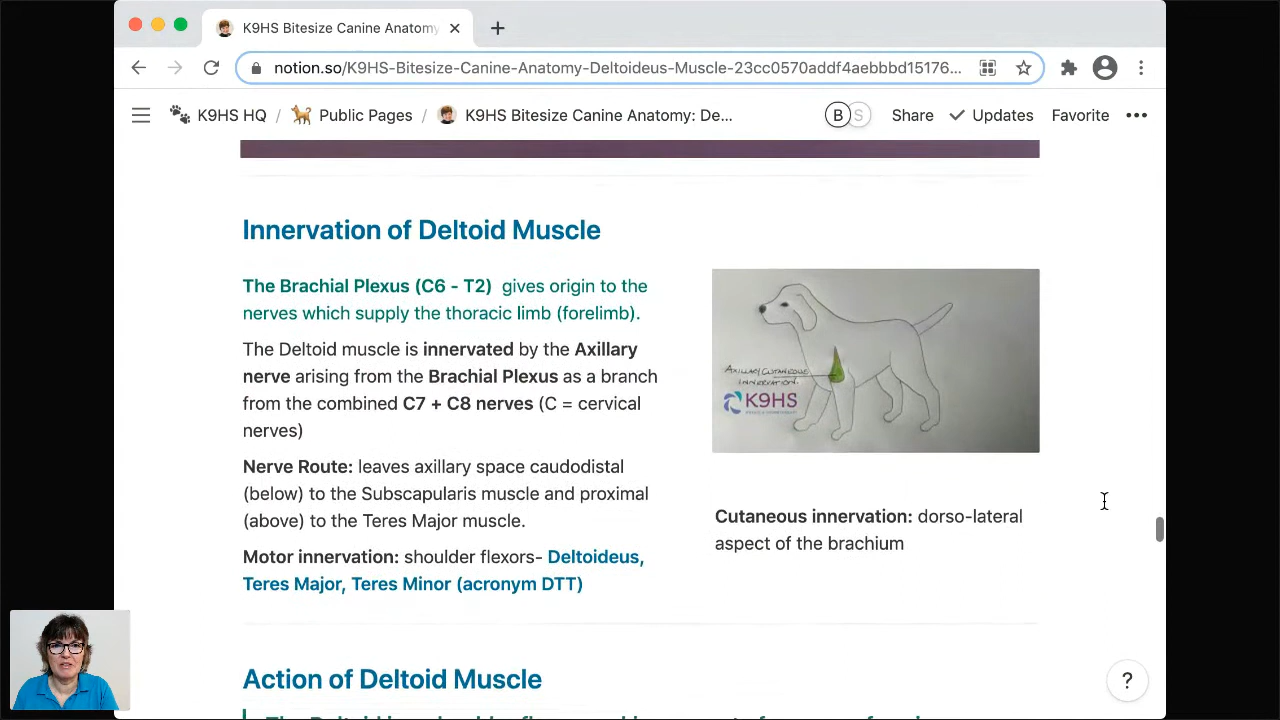 K9HS Bitesize Canine Anatomy
notion.so/K9HS-Bitesize-Canine-Anatomy-Deltoideus-Muscle-23cc0570addf4aebbbd15176...
K9HS HQ / Public Pages / K9HS Bitesize Canine Anatomy: De... B S Share Updates Favorite
Innervation of Deltoid Muscle
The Brachial Plexus (C6 - T2) gives origin to the
nerves which supply the thoracic limb (forelimb).
The Deltoid muscle is innervated by the Axillary
nerve arising from the Brachial Plexus as a branch
from the combined C7 + C8 nerves (C = cervical
nerves)
Nerve Route: leaves axillary space caudodistal
(below) to the Subscapularis muscle and proximal
(above) to the Teres Major muscle.
Motor innervation: shoulder flexors- Deltoideus,
Teres Major, Teres Minor (acronym DTT)
AXILLARY CUTANEOUS
INNERVATION.
K9HS
Cutaneous innervation: dorso-lateral
aspect of the brachium
Action of Deltoid Muscle
?